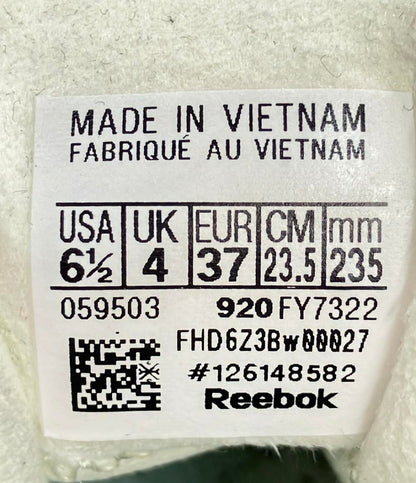 MADE IN VIETNAM
FABRIQUÉ AU VIETNAM
USA UK EUR CM mm
6½ 4 37 23.5 235
059503 920 FY7322
FHD6Z3Bw00027
#126148582
Reebok